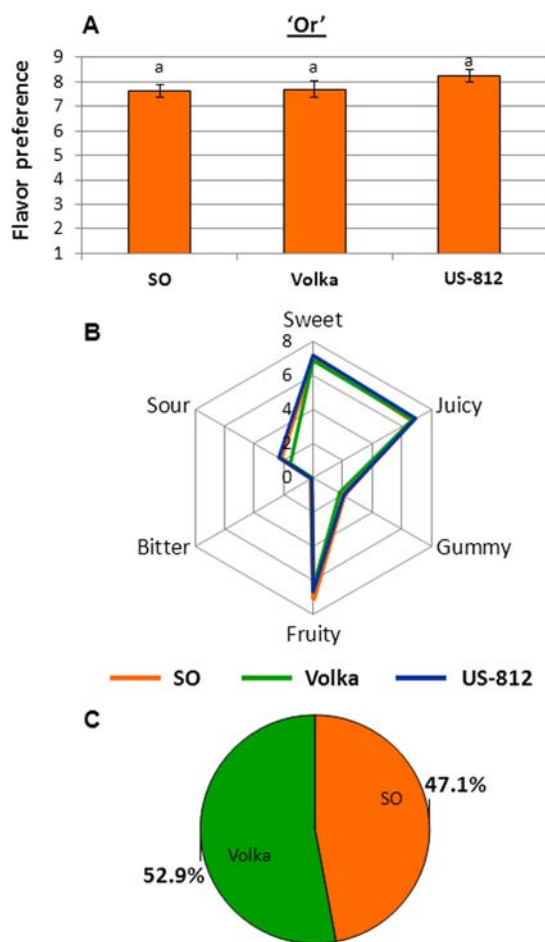 A
'Or'
Flavor preference
9
8
7
6
5
4
3
2
1
a
a
a
SO
Volka
US-812
B
Sweet
8
6
4
2
0
Sour
Juicy
Bitter
Gummy
Fruity
SO
Volka
US-812
C
SO
47.1%
Volka
52.9%